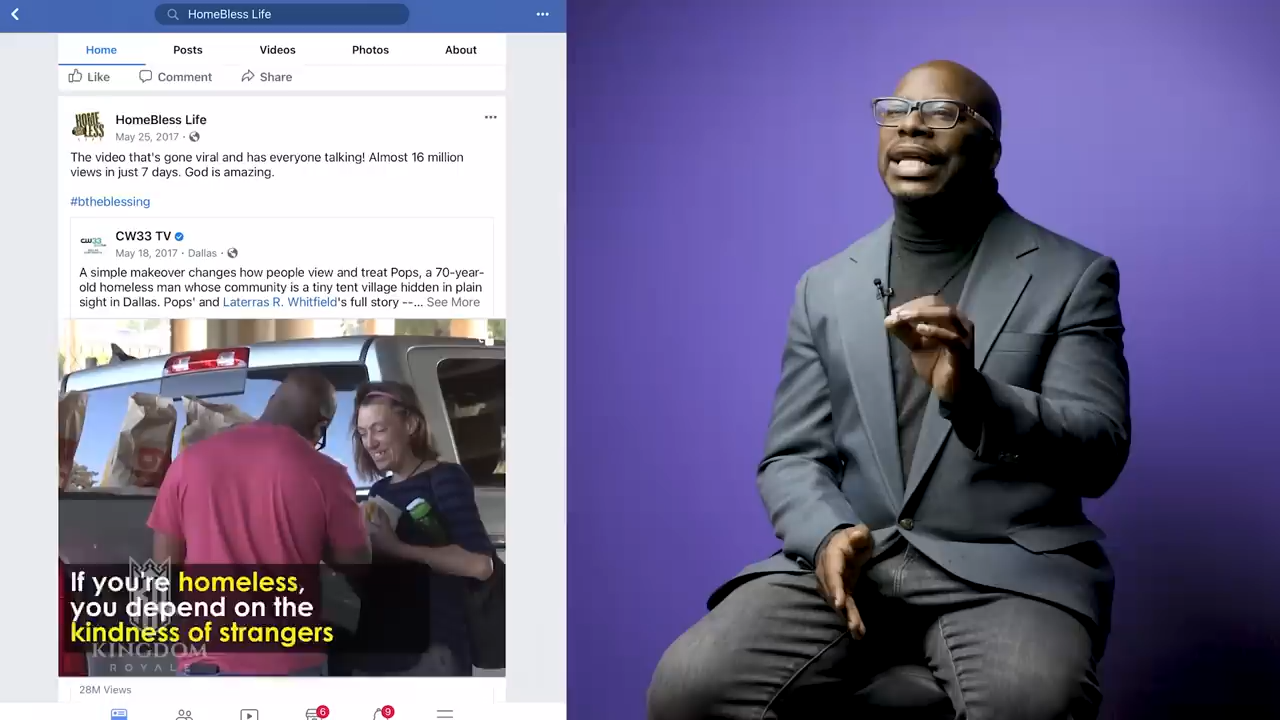 HomeBless Life
Home
Posts
Videos
Photos
About
Like
Comment
Share
HOME
LESS
HomeBless Life
May 25, 2017 ·
The video that's gone viral and has everyone talking! Almost 16 million
views in just 7 days. God is amazing.
#btheblessing
CW33
CW33 TV
May 18, 2017 · Dallas ·
A simple makeover changes how people view and treat Pops, a 70-year-
old homeless man whose community is a tiny tent village hidden in plain
sight in Dallas. Pops' and Laterras R. Whitfield's full story --... See More
If you're homeless,
you depend on the
kindness of strangers
KINGDOM
ROYALE
28M Views
6
9